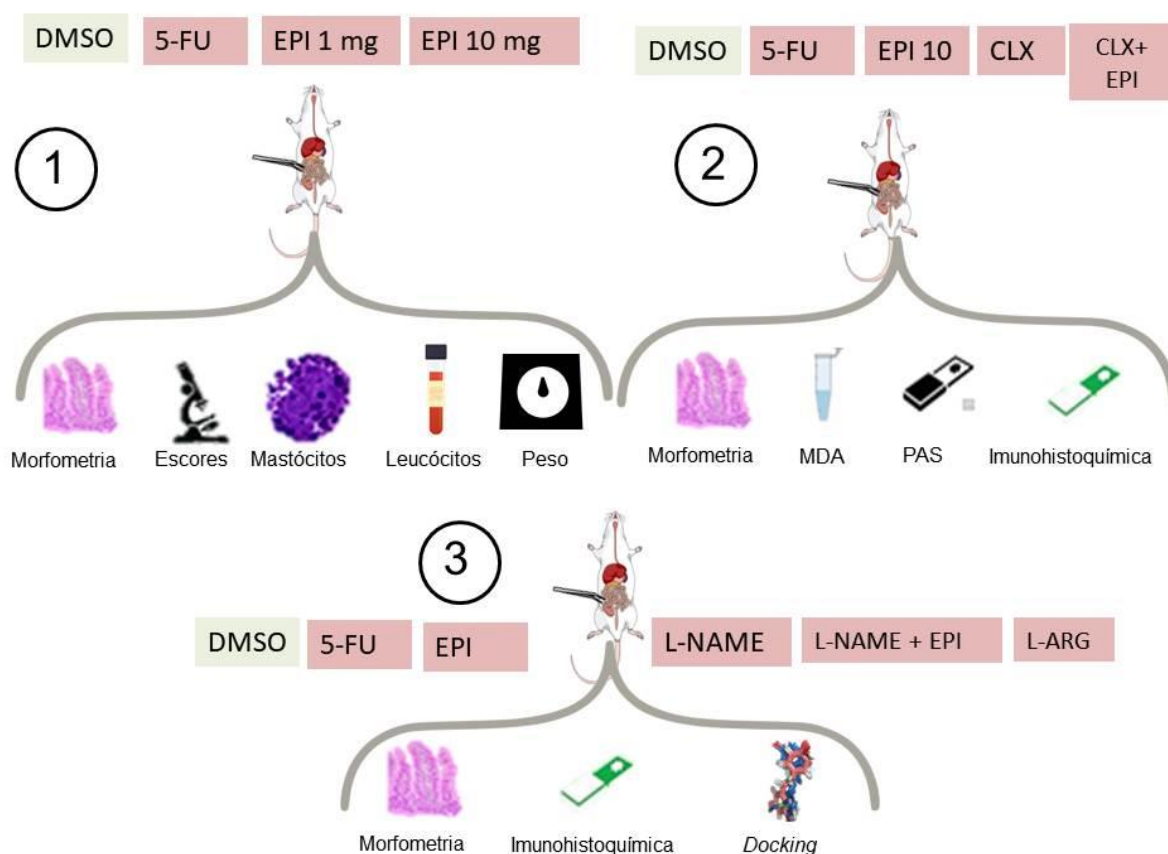 DMSO 5-FU EPI 1 mg EPI 10 mg
1
Morfometria Escores Mastócitos Leucócitos Peso
DMSO 5-FU EPI 10 CLX CLX+
EPI
2
Morfometria MDA PAS Imunohistoquímica
3
DMSO 5-FU EPI L-NAME L-NAME + EPI L-ARG
Morfometria Imunohistoquímica Docking